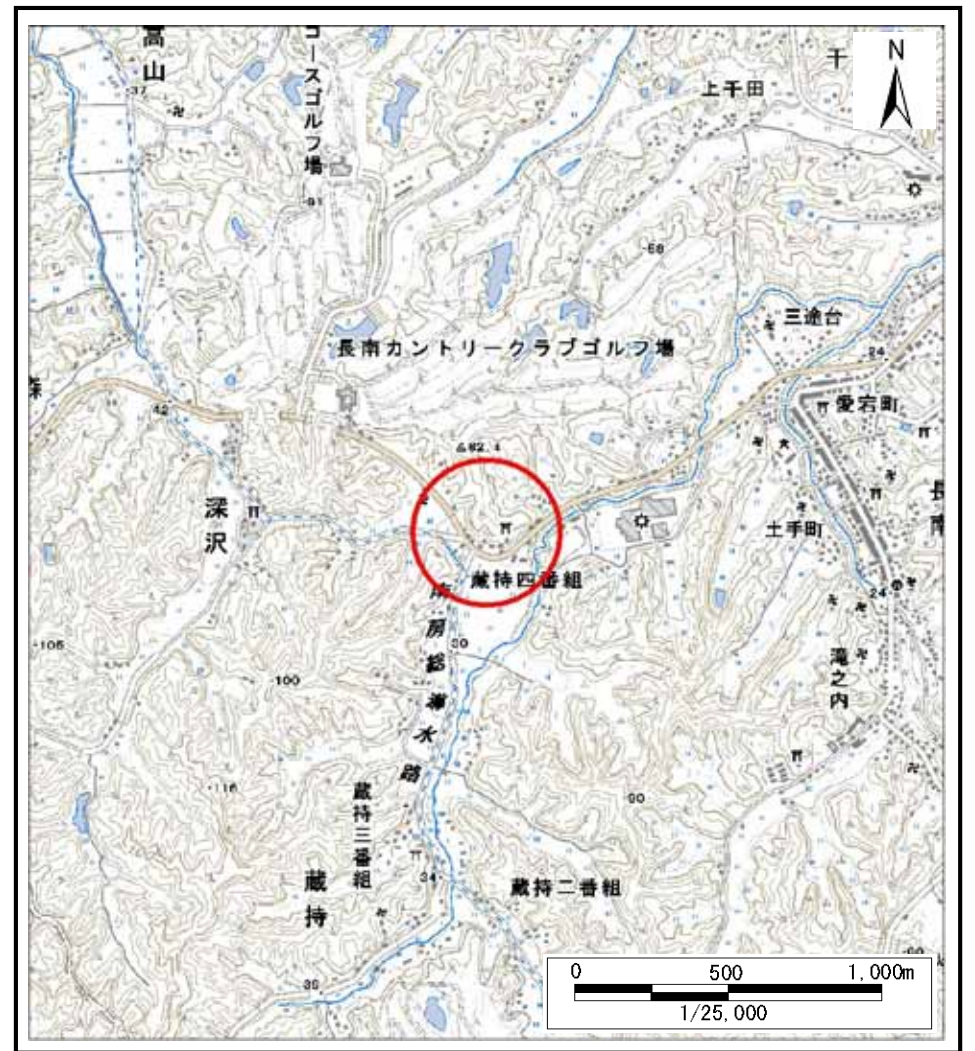 高山
37
コースゴルフ場
91
上千田
千
N
68
三途台
長南カントリークラブゴルフ場
24
愛宕町
森
42
62.4
深沢
土手町
長南
蔵持四番組
南房総導水路
24
30
滝之内
105
100
116
蔵持三番組
90
蔵持
34
蔵持二番組
0 500 1,000m
1/25,000